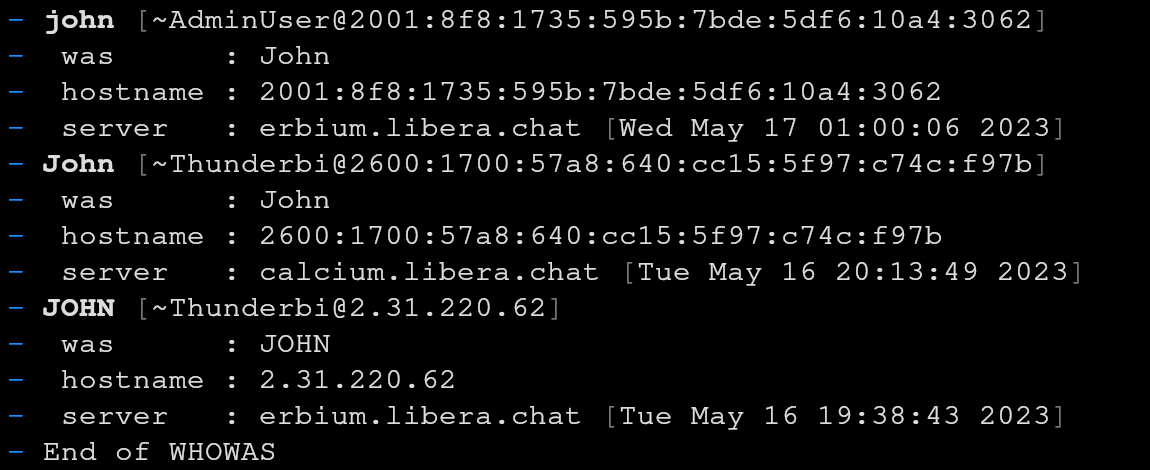 - john [~AdminUser@2001:8f8:1735:595b:7bde:5df6:10a4:3062]
-  was      : John
-  hostname : 2001:8f8:1735:595b:7bde:5df6:10a4:3062
-  server   : erbium.libera.chat [Wed May 17 01:00:06 2023]
- John [~Thunderbi@2600:1700:57a8:640:cc15:5f97:c74c:f97b]
-  was      : John
-  hostname : 2600:1700:57a8:640:cc15:5f97:c74c:f97b
-  server   : calcium.libera.chat [Tue May 16 20:13:49 2023]
- JOHN [~Thunderbi@2.31.220.62]
-  was      : JOHN
-  hostname : 2.31.220.62
-  server   : erbium.libera.chat [Tue May 16 19:38:43 2023]
- End of WHOWAS